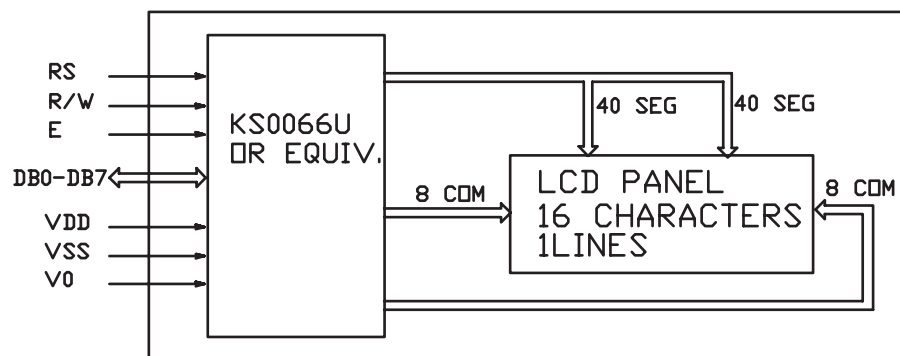 RS
R/W
E
DB0-DB7
VDD
VSS
V0
KS0066U
OR EQUIV.
40 SEG
40 SEG
8 COM
LCD PANEL
16 CHARACTERS
1LINES
8 COM